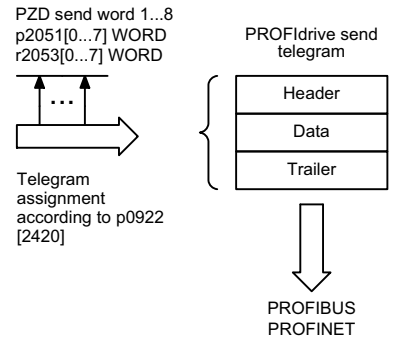 PZD send word 1...8
p2051[0...7] WORD
r2053[0...7] WORD
...
Telegram
assignment
according to p0922
[2420]
PROFIdrive send
telegram
Header
Data
Trailer
PROFIBUS
PROFINET